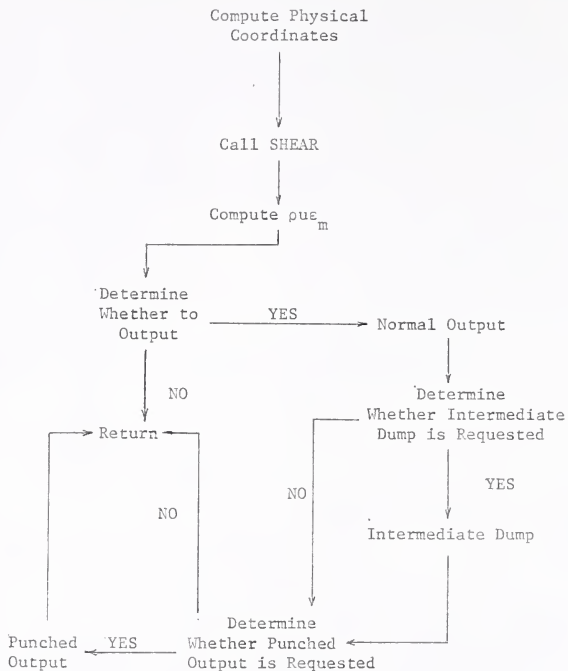 Compute Physical
Coordinates
Call SHEAR
Compute ρuε_m
Determine
Whether to
Output
YES
Normal Output
NO
Determine
Whether Intermediate
Dump is Requested
Return
NO
NO
YES
Intermediate Dump
Determine
Whether Punched
Output is Requested
YES
Punched
Output